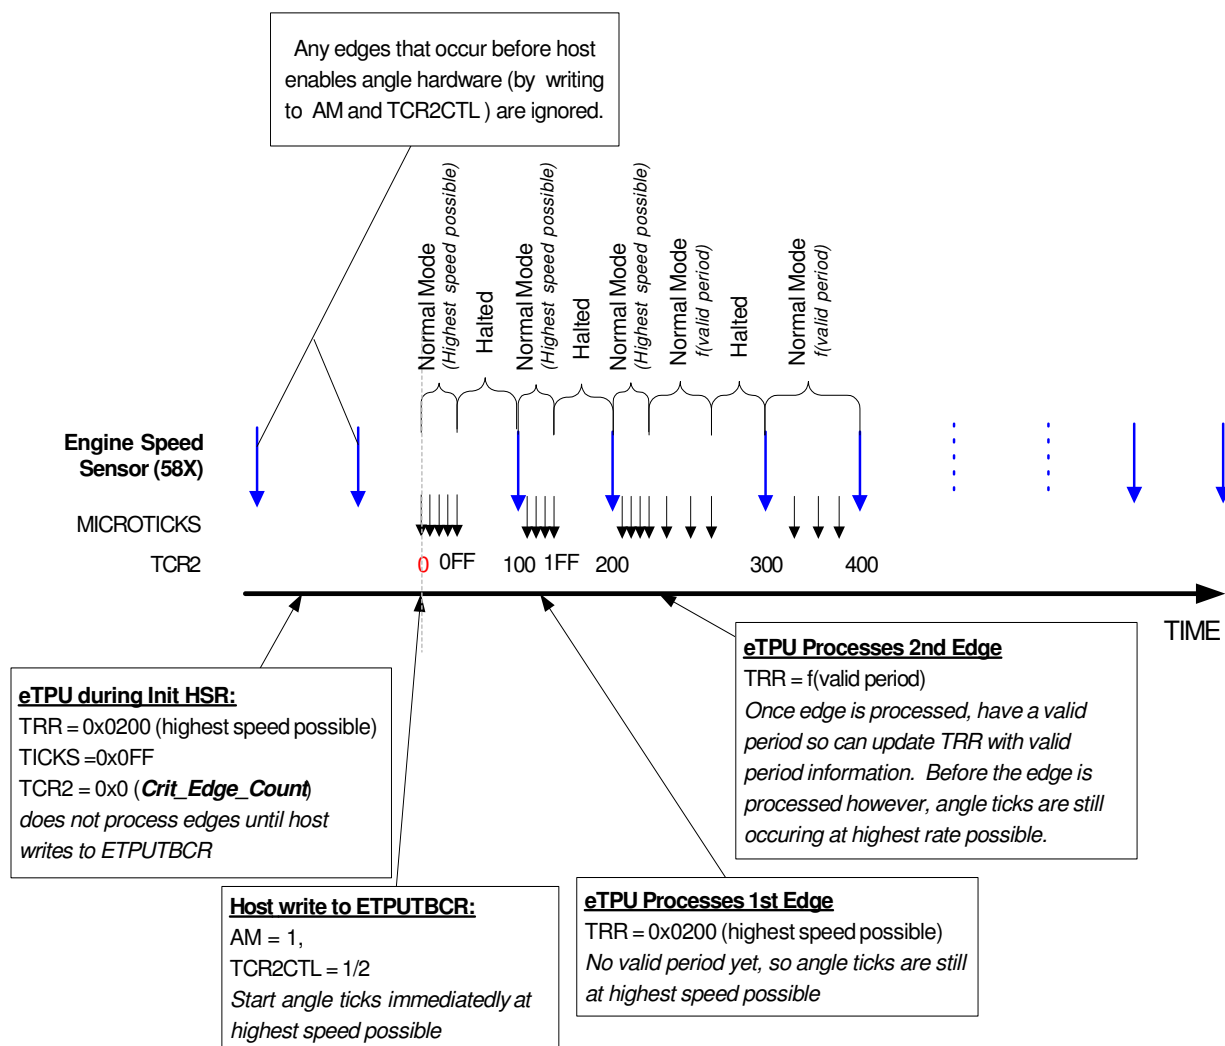 Any edges that occur before host
enables angle hardware (by writing
to AM and TCR2CTL ) are ignored.
Normal Mode
(Highest speed possible)
Halted
Normal Mode
(Highest speed possible)
Halted
Normal Mode
(Highest speed possible)
Normal Mode
f(valid period)
Halted
Normal Mode
f(valid period)
Engine Speed
Sensor (58X)
MICROTICKS
TCR2
0 0FF 100 1FF 200 300 400
TIME
eTPU during Init HSR:
TRR = 0x0200 (highest speed possible)
TICKS =0x0FF
TCR2 = 0x0 (Crit_Edge_Count)
does not process edges until host
writes to ETPUTBCR
Host write to ETPUTBCR:
AM = 1,
TCR2CTL = 1/2
Start angle ticks immediatedly at
highest speed possible
eTPU Processes 1st Edge
TRR = 0x0200 (highest speed possible)
No valid period yet, so angle ticks are still
at highest speed possible
eTPU Processes 2nd Edge
TRR = f(valid period)
Once edge is processed, have a valid
period so can update TRR with valid
period information. Before the edge is
processed however, angle ticks are still
occuring at highest rate possible.